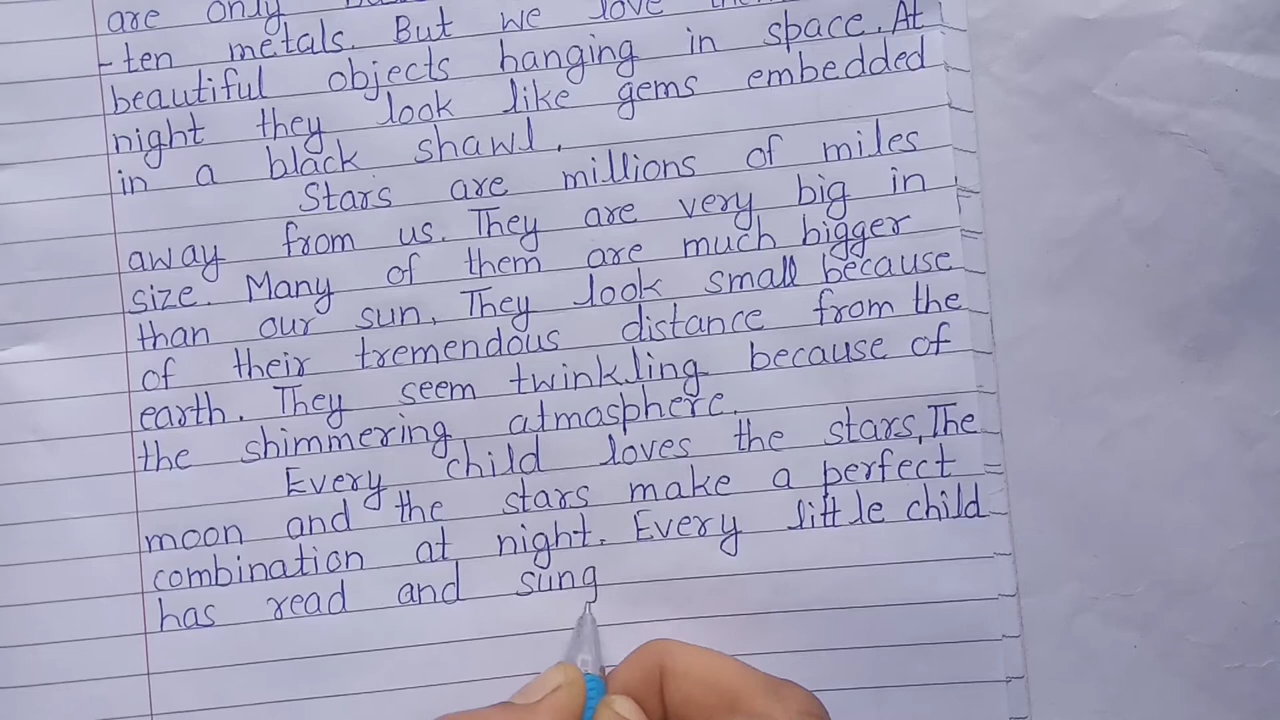 are only
-ten metals. But we love
beautiful objects hanging in space. At
night they look like gems embedded
in a black shawl.
Stars are millions of miles
away from us. They are very big in
size. Many of them are much bigger
than our sun. They look small because
of their tremendous distance from the
earth. They seem twinkling because of
the shimmering atmasphere.
Every child loves the stars. The
moon and the stars make a perfect
combination at night. Every little child
has read and sung